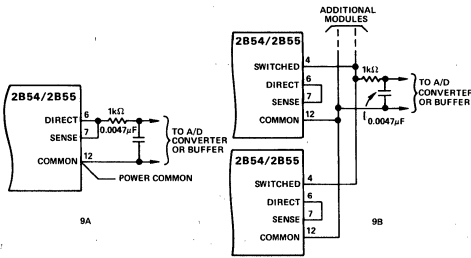 2B54/2B55
DIRECT 6
SENSE 7
COMMON 12
1kΩ
0.0047μF
TO A/D
CONVERTER
OR BUFFER
POWER COMMON
9A
ADDITIONAL
MODULES
2B54/2B55
SWITCHED 4
DIRECT 6
SENSE 7
COMMON 12
1kΩ
0.0047μF
TO A/D
CONVERTER
OR BUFFER
2B54/2B55
SWITCHED 4
DIRECT 6
SENSE 7
COMMON 12
9B